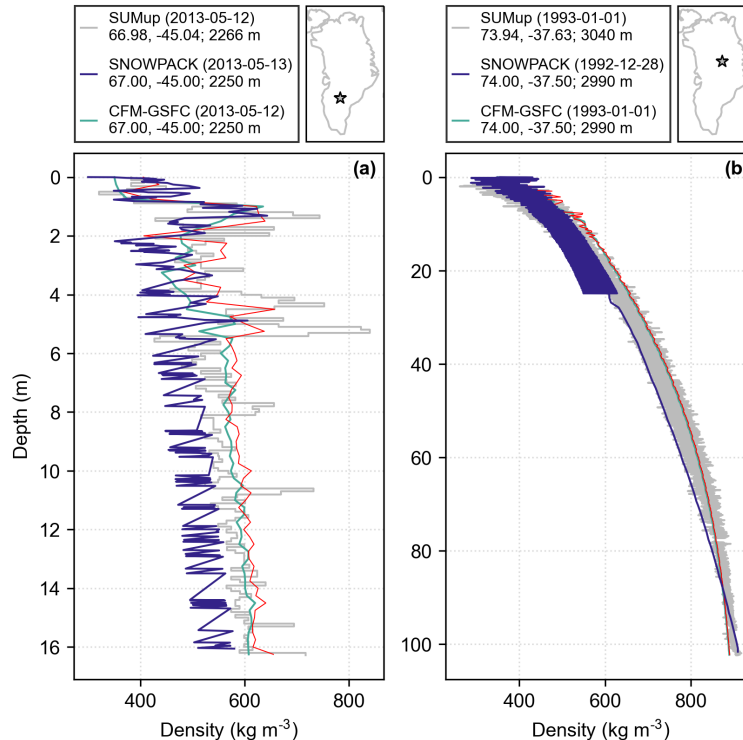 SUMup (2013-05-12)
66.98, -45.04; 2266 m
SNOWPACK (2013-05-13)
67.00, -45.00; 2250 m
CFM-GSFC (2013-05-12)
67.00, -45.00; 2250 m
SUMup (1993-01-01)
73.94, -37.63; 3040 m
SNOWPACK (1992-12-28)
74.00, -37.50; 2990 m
CFM-GSFC (1993-01-01)
74.00, -37.50; 2990 m
(a)
0
2
4
6
8
10
12
14
16
Depth (m)
400
600
800
Density (kg m⁻³)
(b)
0
20
40
60
80
100
400
600
800
Density (kg m⁻³)